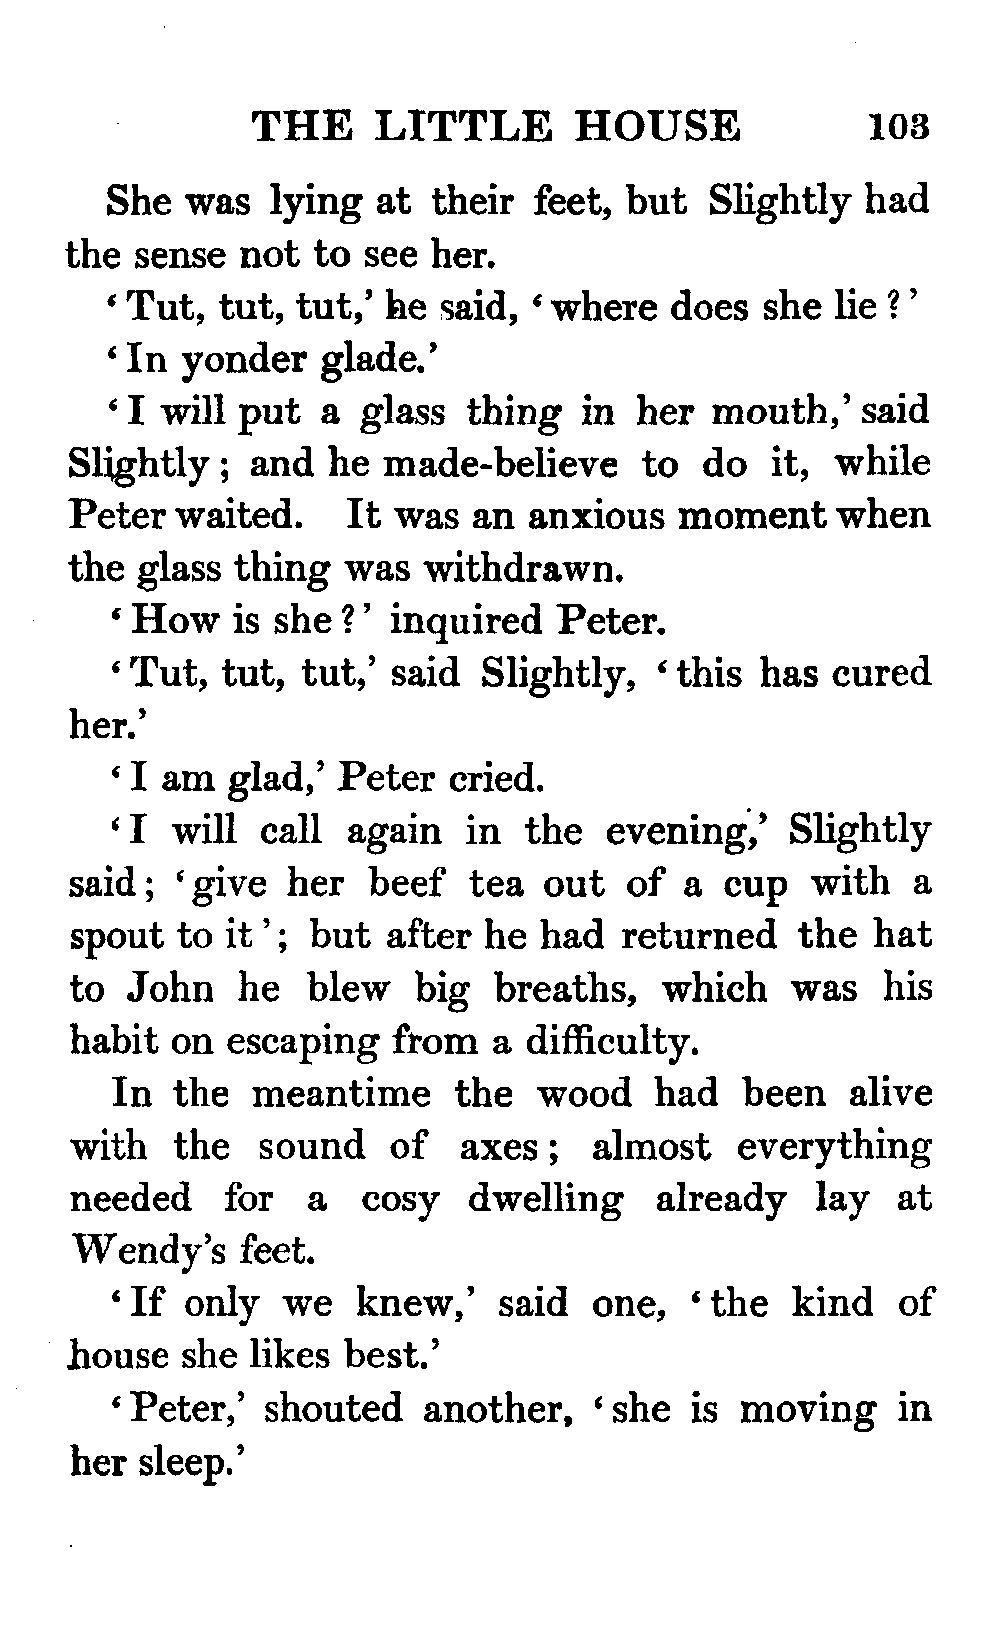 THE LITTLE HOUSE 103
She was lying at their feet, but Slightly had
the sense not to see her.
‘Tut, tut, tut,’ he said, ‘where does she lie?’
‘In yonder glade.’
‘I will put a glass thing in her mouth,’ said
Slightly; and he made-believe to do it, while
Peter waited. It was an anxious moment when
the glass thing was withdrawn.
‘How is she?’ inquired Peter.
‘Tut, tut, tut,’ said Slightly, ‘this has cured
her.’
‘I am glad,’ Peter cried.
‘I will call again in the evening,’ Slightly
said; ‘give her beef tea out of a cup with a
spout to it’; but after he had returned the hat
to John he blew big breaths, which was his
habit on escaping from a difficulty.
In the meantime the wood had been alive
with the sound of axes; almost everything
needed for a cosy dwelling already lay at
Wendy’s feet.
‘If only we knew,’ said one, ‘the kind of
house she likes best.’
‘Peter,’ shouted another, ‘she is moving in
her sleep.’